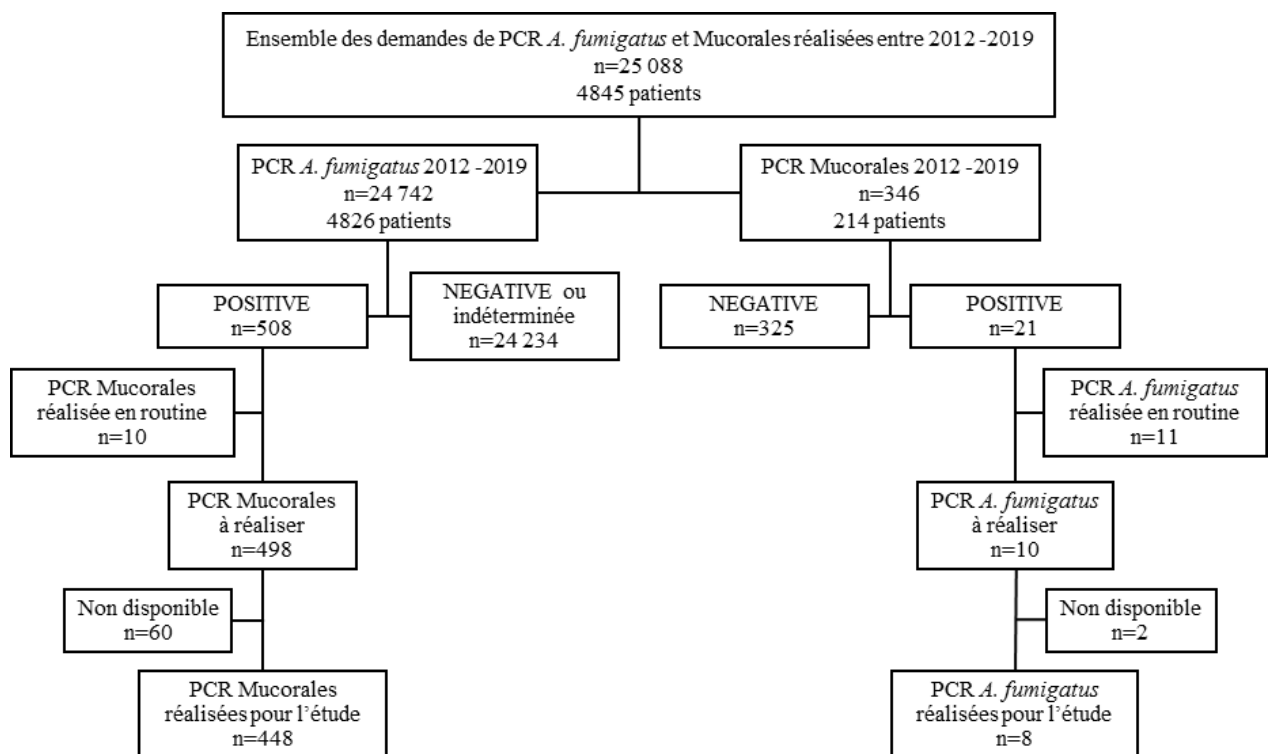 Ensemble des demandes de PCR A. fumigatus et Mucorales réalisées entre 2012 -2019
n=25 088
4845 patients
PCR A. fumigatus 2012 -2019
n=24 742
4826 patients
PCR Mucorales 2012 -2019
n=346
214 patients
POSITIVE
n=508
NEGATIVE ou
indéterminée
n=24 234
NEGATIVE
n=325
POSITIVE
n=21
PCR Mucorales
réalisée en routine
n=10
PCR A. fumigatus
réalisée en routine
n=11
PCR Mucorales
à réaliser
n=498
PCR A. fumigatus
à réaliser
n=10
Non disponible
n=60
Non disponible
n=2
PCR Mucorales
réalisées pour l'étude
n=448
PCR A. fumigatus
réalisées pour l'étude
n=8